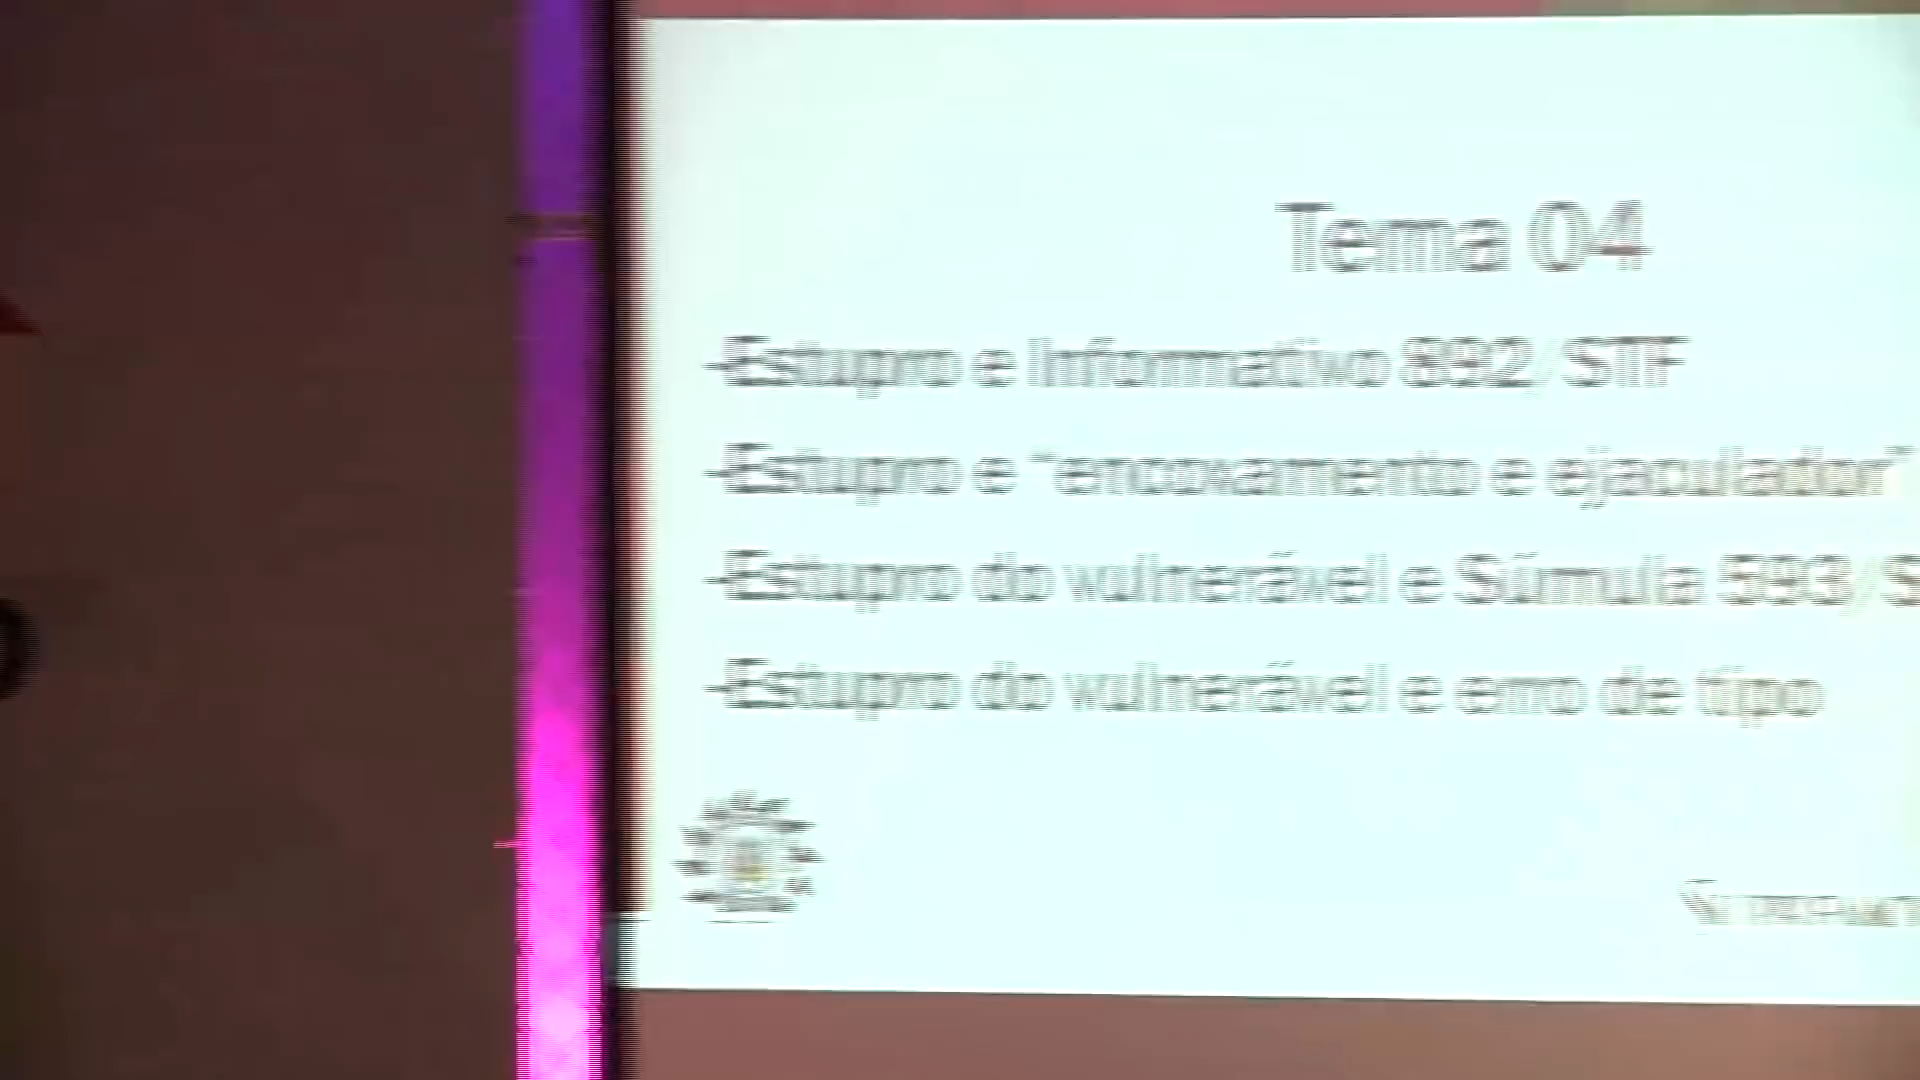 Tema 04
-Estupro e Informativo 892/STF
-Estupro e "encoxamento e ejaculador"
-Estupro do vulnerável e Súmula 593/S
-Estupro do vulnerável e erro de tipo